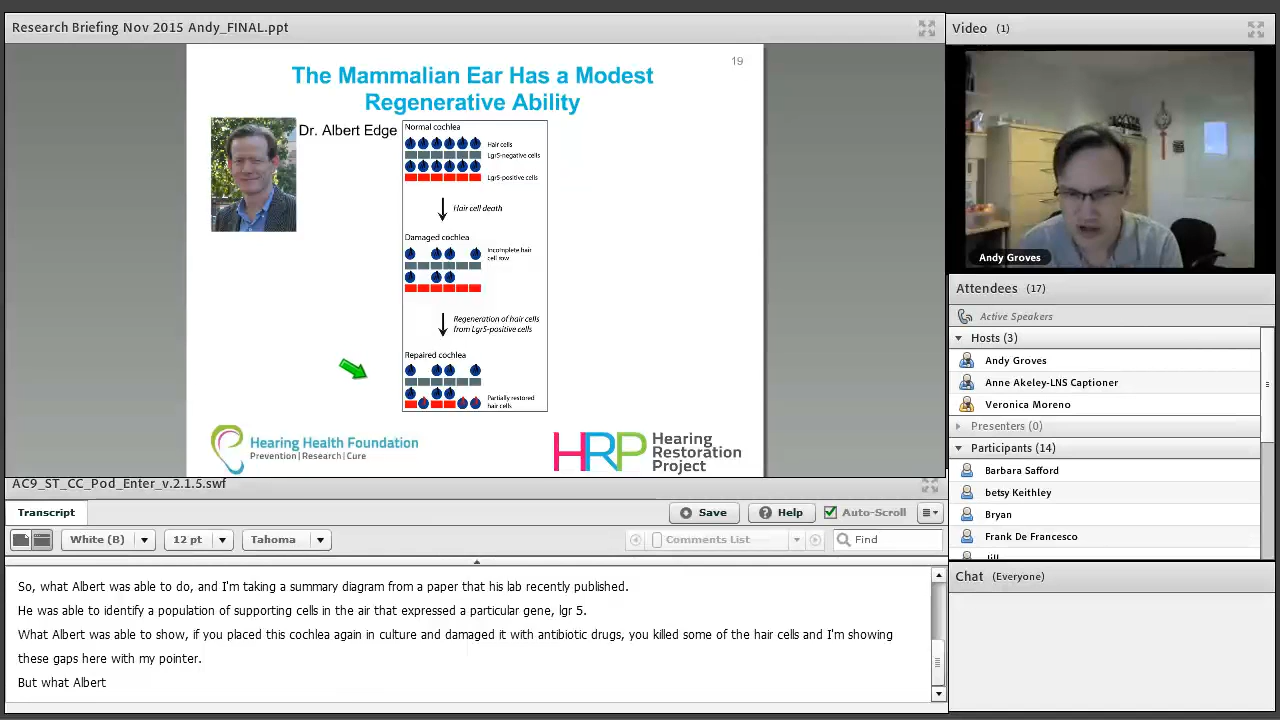 Research Briefing Nov 2015 Andy_FINAL.ppt
19
The Mammalian Ear Has a Modest
Regenerative Ability
Dr. Albert Edge
Normal cochlea
Hair cells
Lgr5-negative cells
Lgr5-positive cells
Hair cell death
Damaged cochlea
Incomplete hair
cell row
Regeneration of hair cells
from Lgr5-positive cells
Repaired cochlea
Partially restored
hair cells
Hearing Health Foundation
Prevention | Research | Cure
HRP
Hearing
Restoration
Project
Video (1)
Andy Groves
Attendees (17)
Active Speakers
Hosts (3)
Andy Groves
Anne Akeley-LNS Captioner
Veronica Moreno
Presenters (0)
Participants (14)
Barbara Safford
betsy Keithley
Bryan
Frank De Francesco
Jill
Chat (Everyone)
AC9_ST_CC_Pod_Enter_v.2.1.5.swf
Transcript
Save
Help
Auto-Scroll
White (B)
12 pt
Tahoma
Comments List
Find
So, what Albert was able to do, and I'm taking a summary diagram from a paper that his lab recently published.
He was able to identify a population of supporting cells in the air that expressed a particular gene, lgr 5.
What Albert was able to show, if you placed this cochlea again in culture and damaged it with antibiotic drugs, you killed some of the hair cells and I'm showing
these gaps here with my pointer.
But what Albert